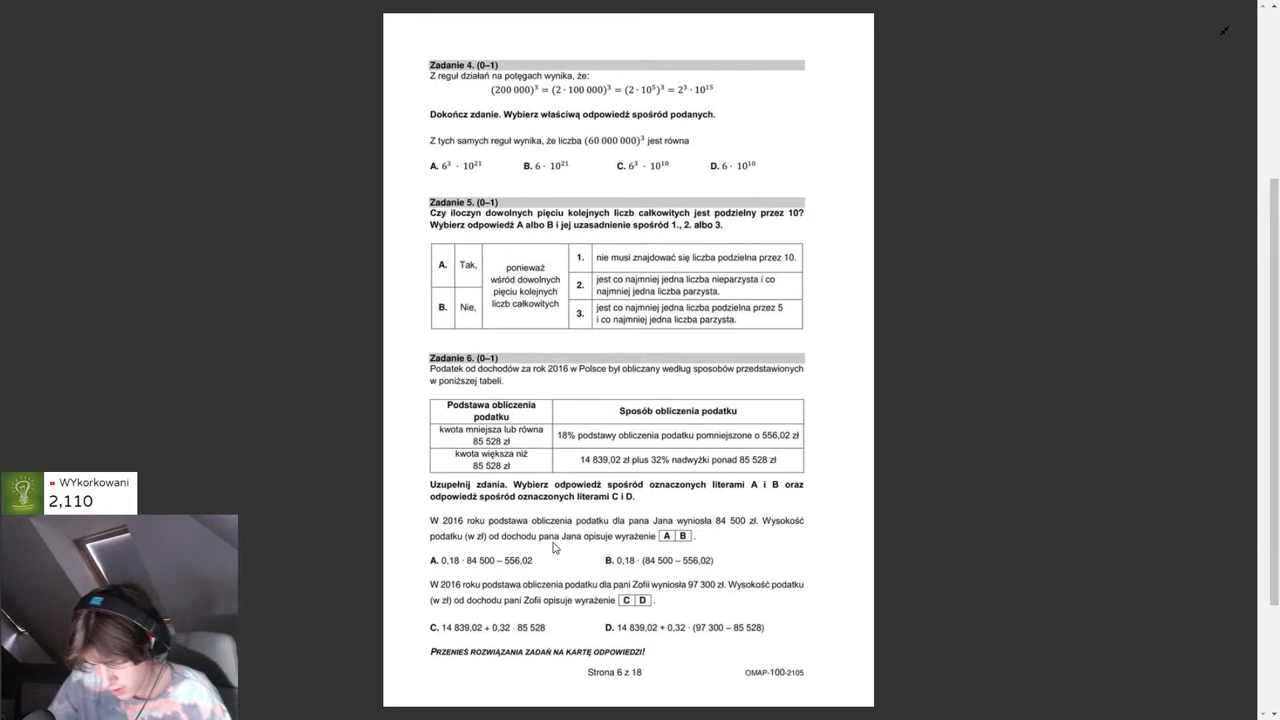 Zadanie 4. (0–1)
Z reguł działań na potęgach wynika, że:
(200 000)³ = (2 · 100 000)³ = (2 · 10⁵)³ = 2³ · 10¹⁵
Dokończ zdanie. Wybierz właściwą odpowiedź spośród podanych.
Z tych samych reguł wynika, że liczba (60 000 000)³ jest równa
A. 6³ · 10²¹ B. 6 · 10²¹ C. 6³ · 10¹⁰ D. 6 · 10¹⁰
Zadanie 5. (0–1)
Czy iloczyn dowolnych pięciu kolejnych liczb całkowitych jest podzielny przez 10?
Wybierz odpowiedź A albo B i jej uzasadnienie spośród 1., 2. albo 3.
A. Tak,
B. Nie,
ponieważ
wśród dowolnych
pięciu kolejnych
liczb całkowitych
1. nie musi znajdować się liczba podzielna przez 10.
2. jest co najmniej jedna liczba nieparzysta i co
najmniej jedna liczba parzysta.
3. jest co najmniej jedna liczba podzielna przez 5
i co najmniej jedna liczba parzysta.
Zadanie 6. (0–1)
Podatek od dochodów za rok 2016 w Polsce był obliczany według sposobów przedstawionych
w poniższej tabeli.
Podstawa obliczenia
podatku
Sposób obliczenia podatku
kwota mniejsza lub równa
85 528 zł
18% podstawy obliczenia podatku pomniejszone o 556,02 zł
kwota większa niż
85 528 zł
14 839,02 zł plus 32% nadwyżki ponad 85 528 zł
Uzupełnij zdania. Wybierz odpowiedź spośród oznaczonych literami A i B oraz
odpowiedź spośród oznaczonych literami C i D.
W 2016 roku podstawa obliczenia podatku dla pana Jana wyniosła 84 500 zł. Wysokość
podatku (w zł) od dochodu pana Jana opisuje wyrażenie A B .
A. 0,18 · 84 500 – 556,02 B. 0,18 · (84 500 – 556,02)
W 2016 roku podstawa obliczenia podatku dla pani Zofii wyniosła 97 300 zł. Wysokość podatku
(w zł) od dochodu pani Zofii opisuje wyrażenie C D .
C. 14 839,02 + 0,32 · 85 528 D. 14 839,02 + 0,32 · (97 300 – 85 528)
PRZENIEŚ ROZWIĄZANIA ZADAŃ NA KARTĘ ODPOWIEDZI!
Strona 6 z 18 OMAP-100-2105
WYkorkowani
2,110